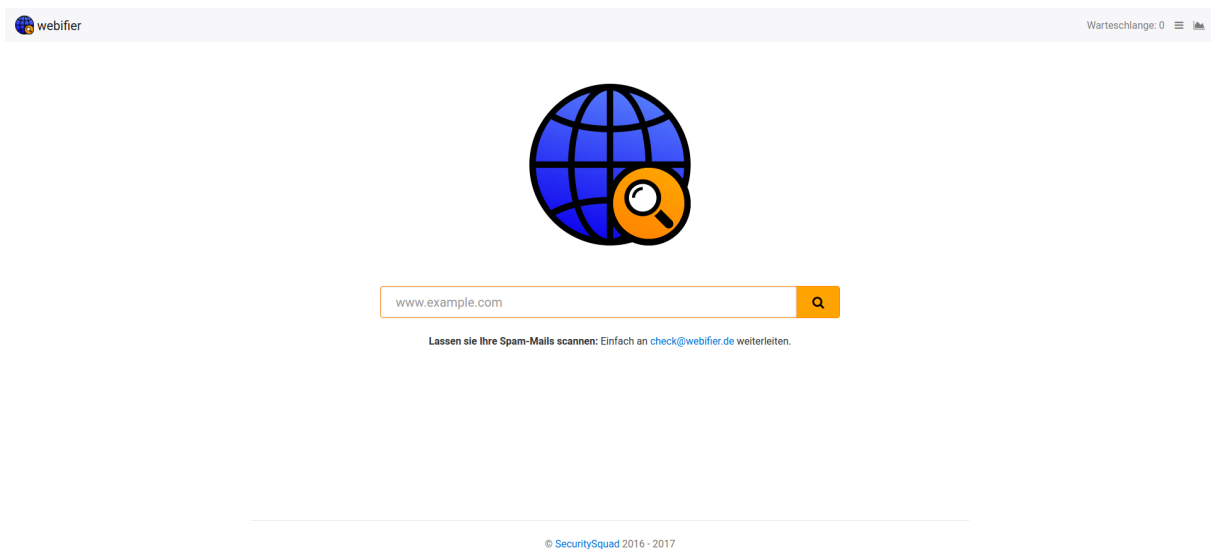 webifier
Warteschlange: 0
www.example.com
Lassen sie Ihre Spam-Mails scannen: Einfach an check@webifier.de weiterleiten.
© SecuritySquad 2016 - 2017